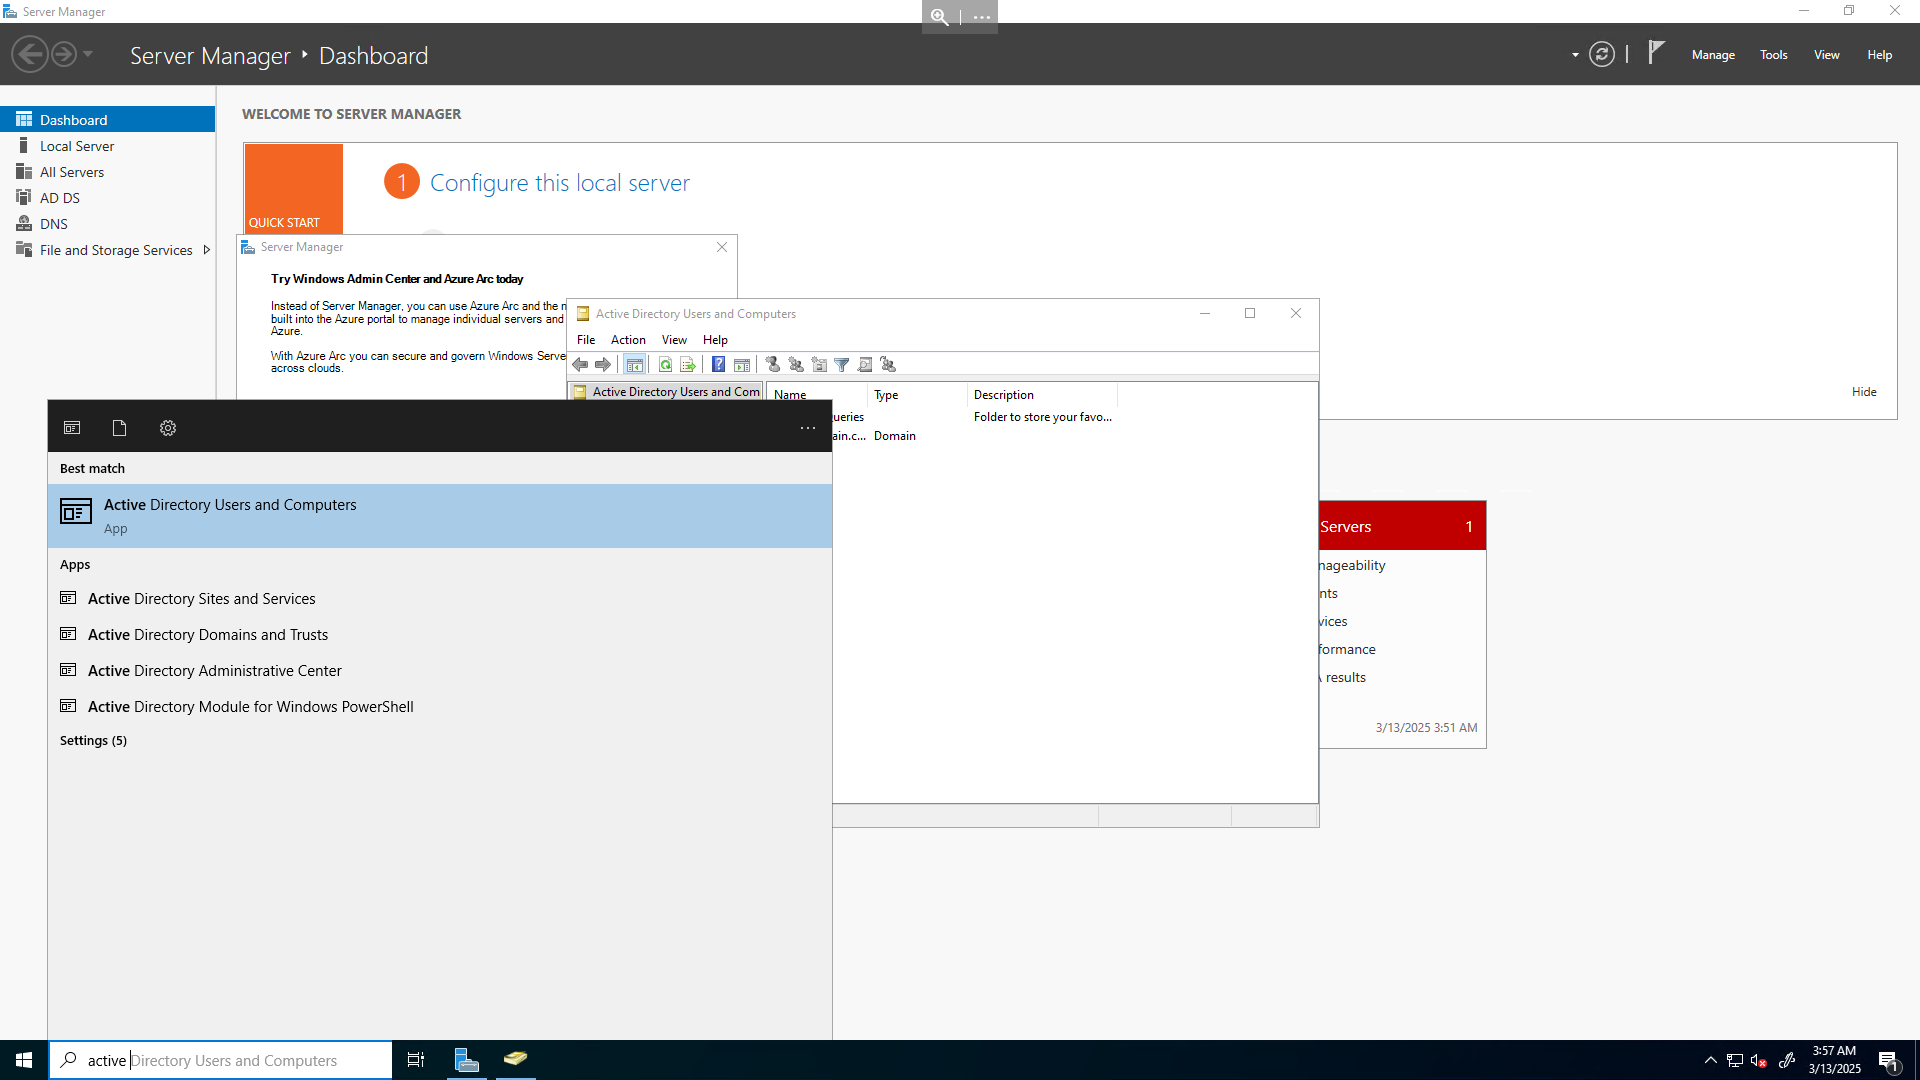 Server Manager
Server Manager ‣ Dashboard
Manage
Tools
View
Help
Dashboard
Local Server
All Servers
AD DS
DNS
File and Storage Services
WELCOME TO SERVER MANAGER
QUICK START
1
Configure this local server
Hide
Server Manager
Try Windows Admin Center and Azure Arc today
Instead of Server Manager, you can use Azure Arc and the
built into the Azure portal to manage individual servers and
Azure.
With Azure Arc you can secure and govern Windows
across clouds.
Active Directory Users and Computers
File
Action
View
Help
Active Directory Users and Com
Name
Type
Description
ueries
Folder to store your favo...
ain.c...
Domain
Servers
1
nageability
nts
vices
formance
results
3/13/2025 3:51 AM
...
Best match
Active Directory Users and Computers
App
Apps
Active Directory Sites and Services
Active Directory Domains and Trusts
Active Directory Administrative Center
Active Directory Module for Windows PowerShell
Settings (5)
active Directory Users and Computers
3:57 AM
3/13/2025
1